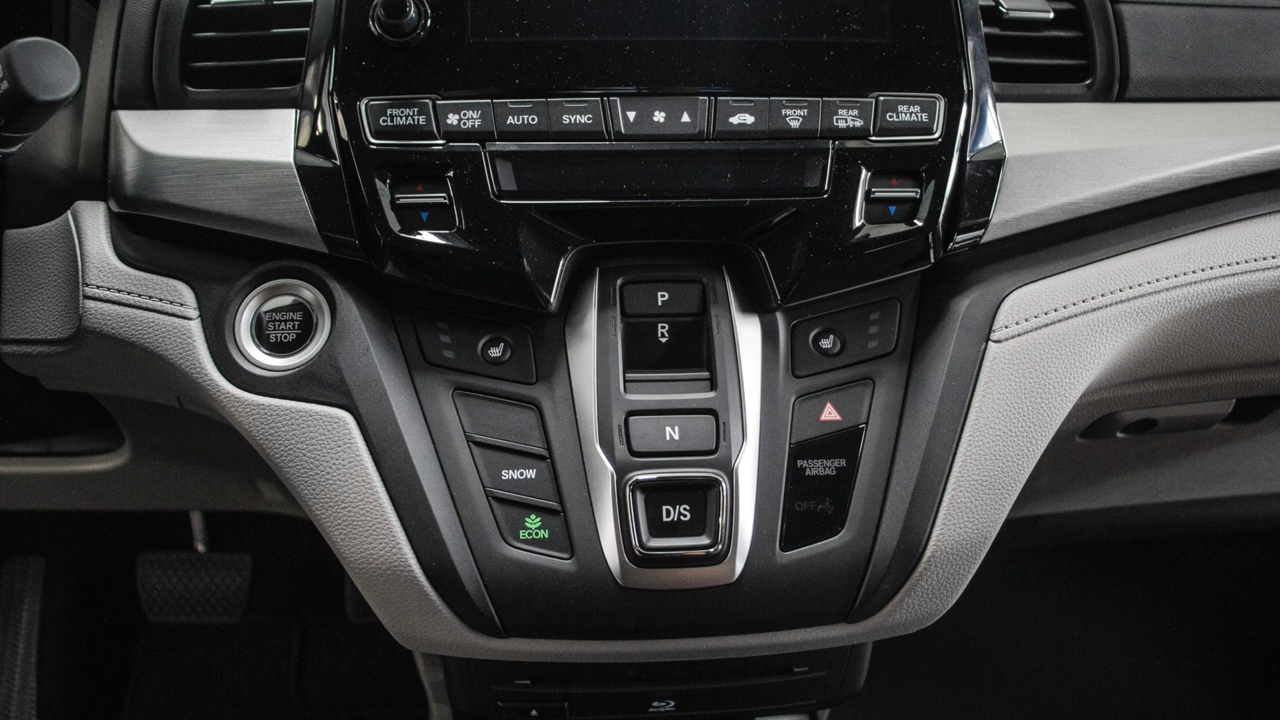 FRONT
CLIMATE
ON/
OFF
AUTO
SYNC
FRONT
REAR
REAR
CLIMATE
ENGINE
START
STOP
P
R
N
D/S
SNOW
ECON
PASSENGER
AIRBAG
OFF